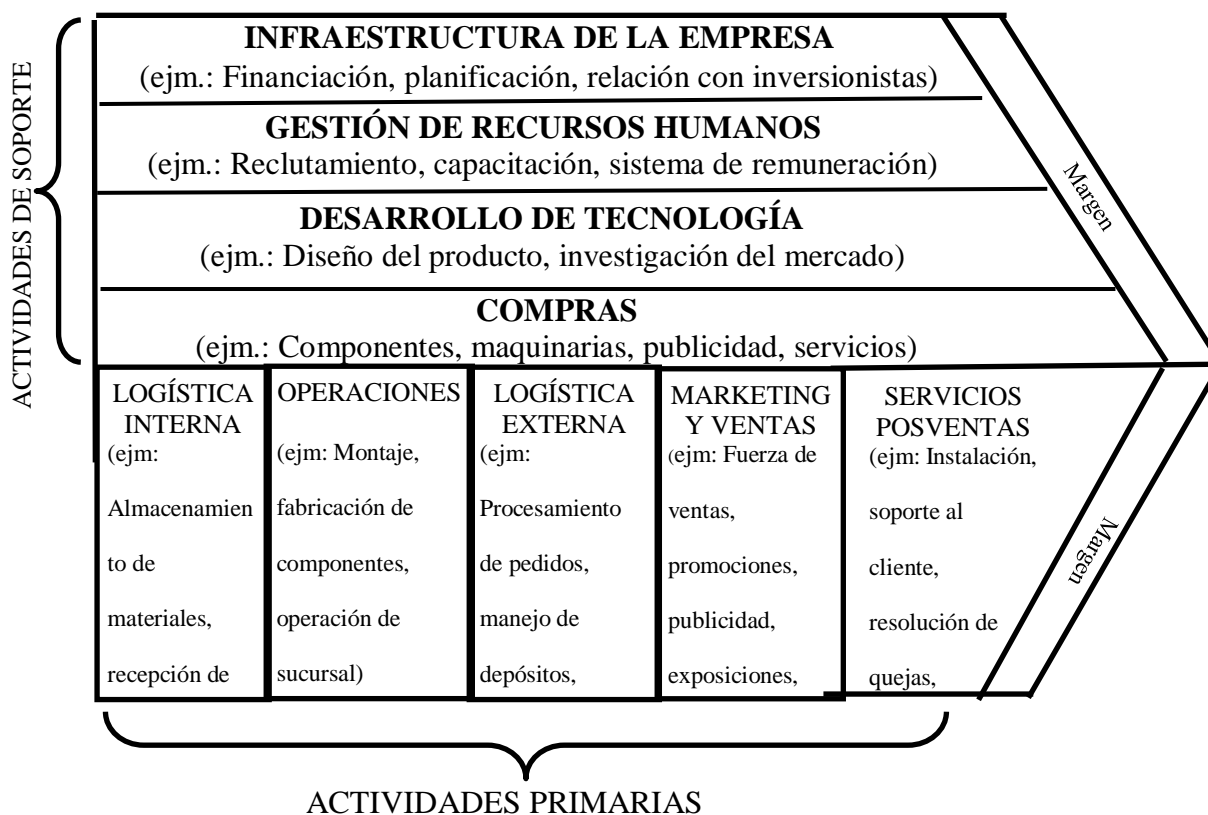 ACTIVIDADES DE SOPORTE
INFRAESTRUCTURA DE LA EMPRESA
(ejm.: Financiación, planificación, relación con inversionistas)
GESTIÓN DE RECURSOS HUMANOS
(ejm.: Reclutamiento, capacitación, sistema de remuneración)
DESARROLLO DE TECNOLOGÍA
(ejm.: Diseño del producto, investigación del mercado)
COMPRAS
(ejm.: Componentes, maquinarias, publicidad, servicios)
Margen
LOGÍSTICA
INTERNA
(ejm:
Almacenamien
to de
materiales,
recepción de
OPERACIONES
(ejm: Montaje,
fabricación de
componentes,
operación de
sucursal)
LOGÍSTICA
EXTERNA
(ejm:
Procesamiento
de pedidos,
manejo de
depósitos,
MARKETING
Y VENTAS
(ejm: Fuerza de
ventas,
promociones,
publicidad,
exposiciones,
SERVICIOS
POSVENTAS
(ejm: Instalación,
soporte al
cliente,
resolución de
quejas,
Margen
ACTIVIDADES PRIMARIAS